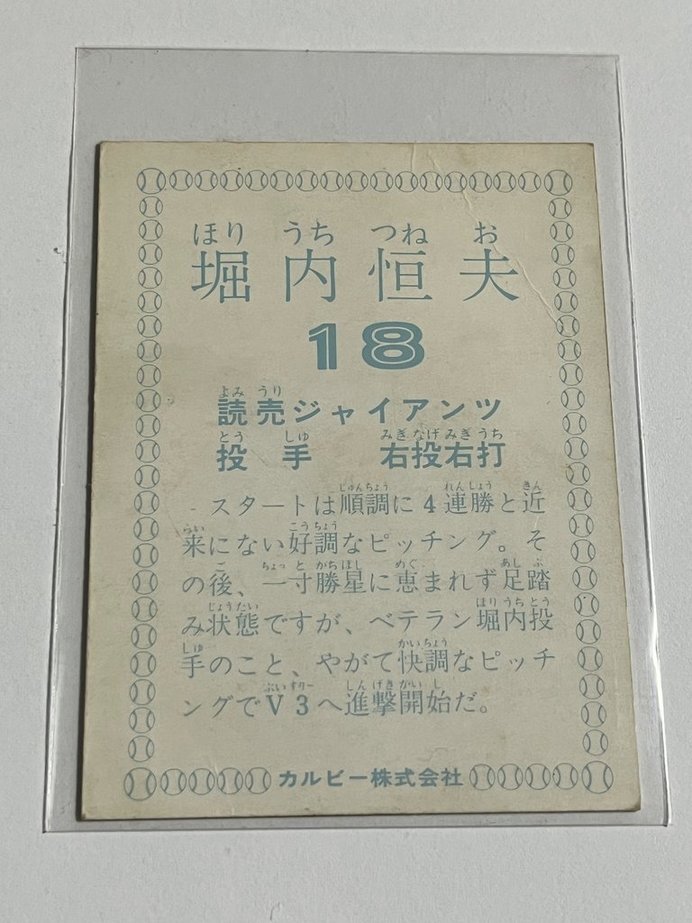 ほり うち つね お
堀内恒夫
18
よみ うり
読売ジャイアンツ
とう しゅ みぎ なげ みぎ うち
投手 右投右打
じゅんちょう れんしょう きん
スタートは順調に4連勝と近
らい こうちょう
来にない好調なピッチング。そ
ご ちょっ と かち ほし めぐ あし ぶ
の後、一寸勝星に恵まれず足踏
じょうたい ほり うち とう
み状態ですが、ベテラン堀内投
しゅ かいちょう
手のこと、やがて快調なピッチ
ぶい すりー しん げき かい し
ングでV3へ進撃開始だ。
カルビー株式会社